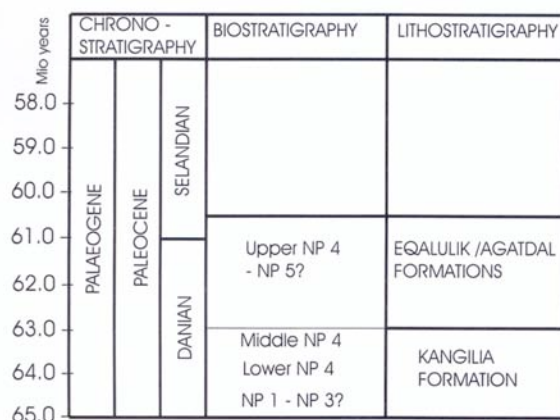 CHRONO -
STRATIGRAPHY
BIOSTRATIGRAPHY
LITHOSTRATIGRAPHY
Mio years
58.0
59.0
60.0
61.0
62.0
63.0
64.0
65.0
PALAEOGENE
PALEOCENE
SELANDIAN
DANIAN
Upper NP 4
- NP 5?
Middle NP 4
Lower NP 4
NP 1 - NP 3?
EQALULIK /AGATDAL
FORMATIONS
KANGILIA
FORMATION